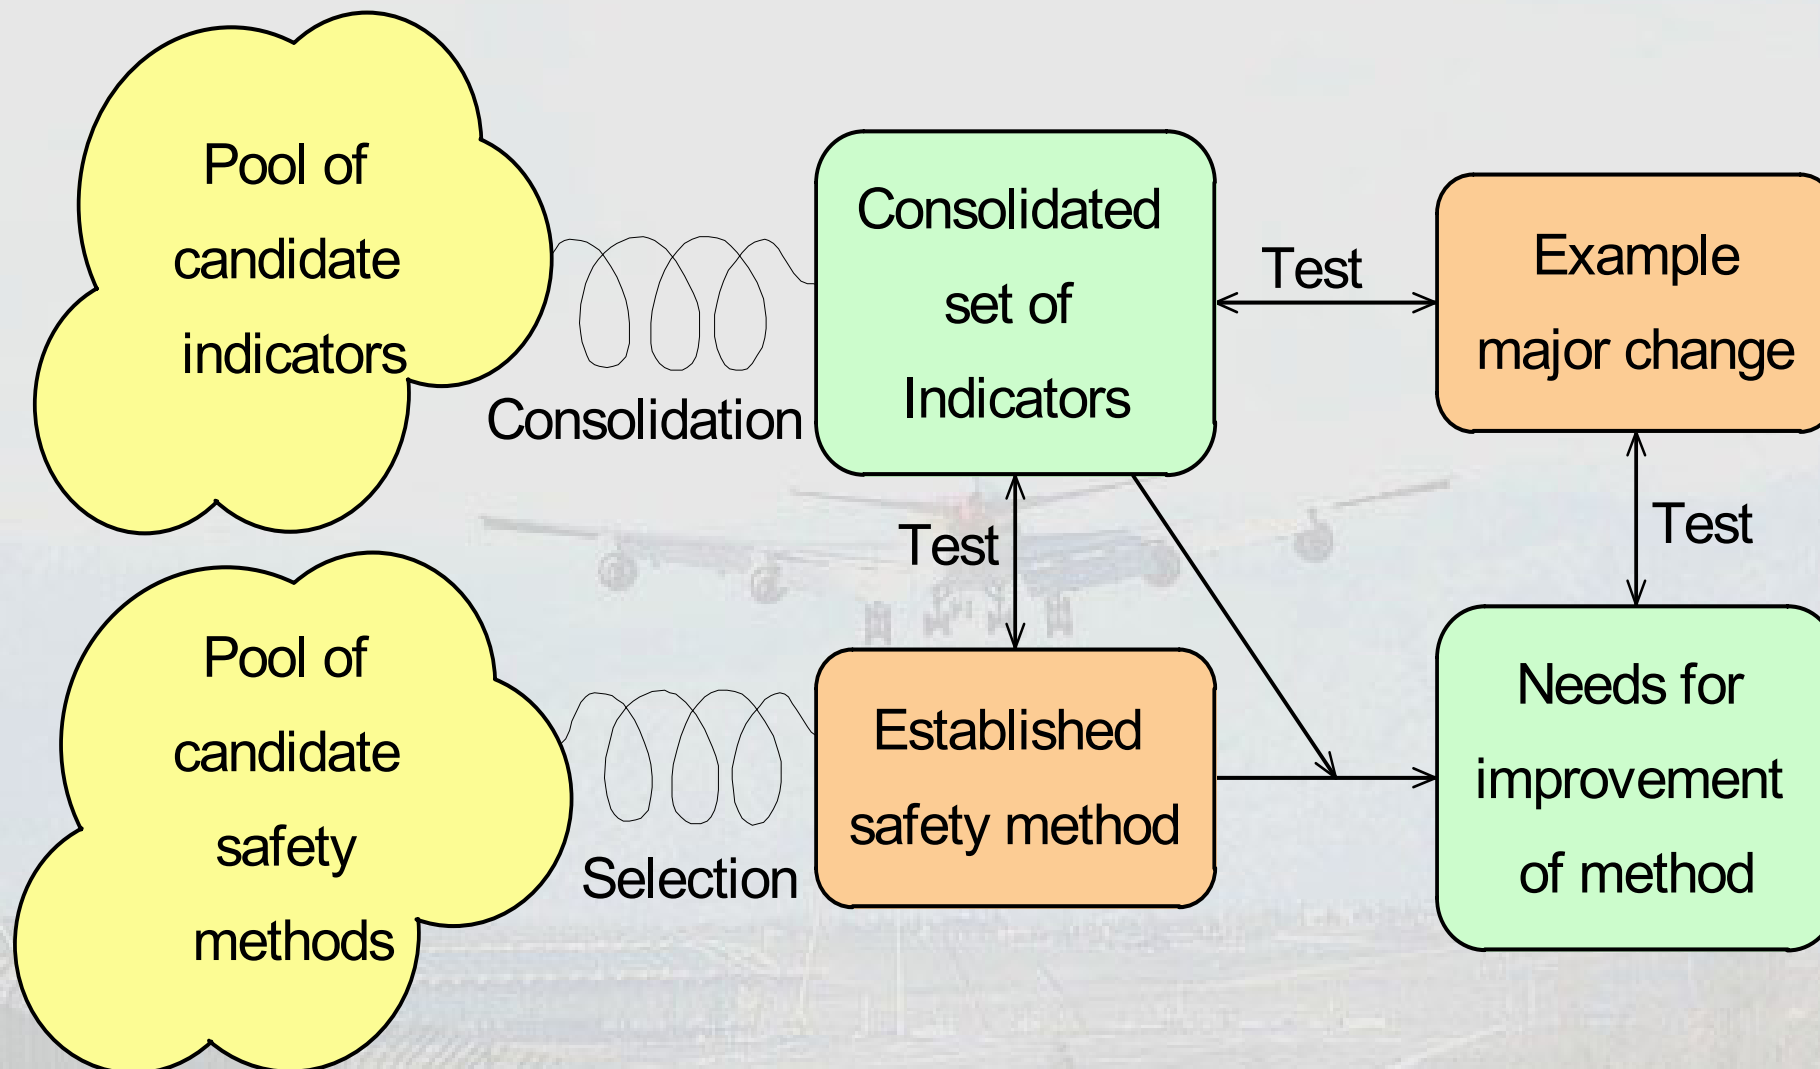 Pool of
candidate
indicators
Consolidation
Consolidated
set of
Indicators
Test
Example
major change
Test
Test
Pool of
candidate
safety
methods
Selection
Established
safety method
Needs for
improvement
of method